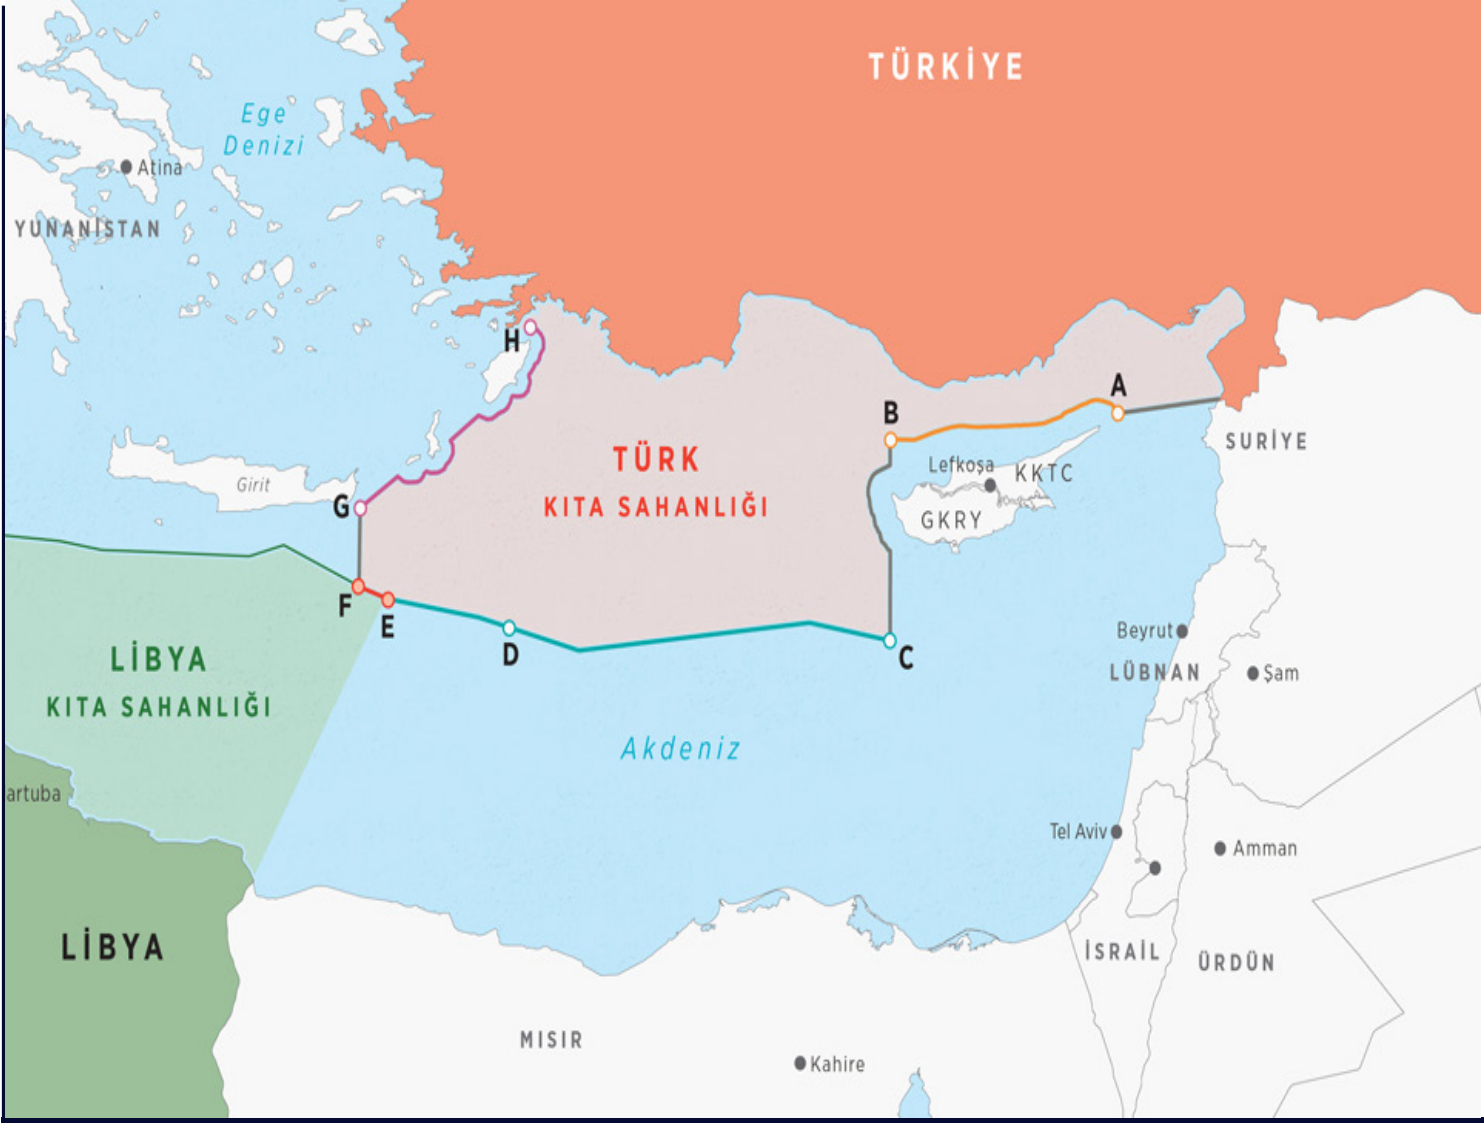 TÜRKİYE
Ege
Denizi
Atina
YUNANİSTAN
H
A
B
SURİYE
TÜRK
KITA SAHANLIĞI
Lefkoşa
KKTC
GKRY
Girit
G
F
E
D
C
Beyrut
LÜBNAN
Şam
LİBYA
KITA SAHANLIĞI
Akdeniz
artuba
Tel Aviv
Amman
LİBYA
İSRAİL
ÜRDÜN
MISIR
Kahire